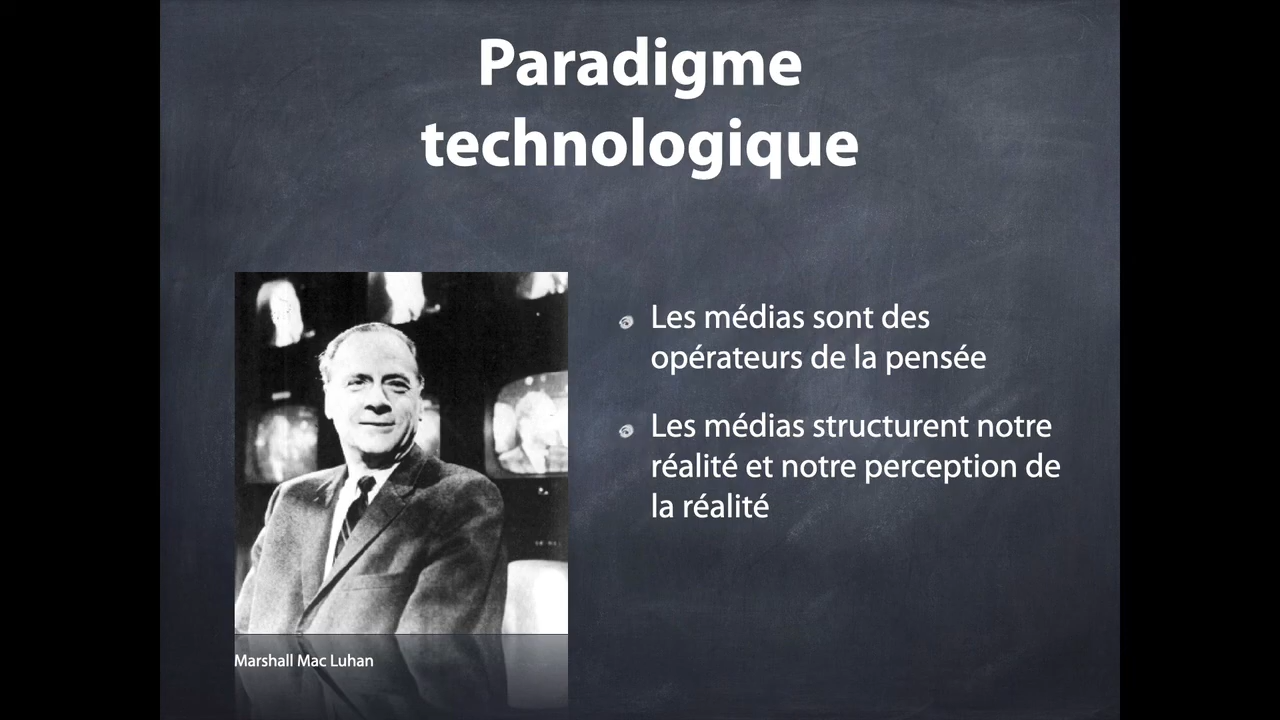 Paradigme
technologique
Les médias sont des
opérateurs de la pensée
Les médias structurent notre
réalité et notre perception de
la réalité
Marshall Mac Luhan